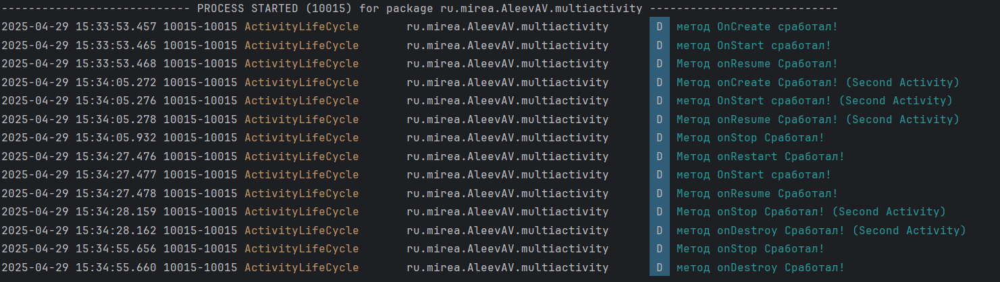 ---------------------------- PROCESS STARTED (10015) for package ru.mirea.AleevAV.multiactivity ----------------------------
2025-04-29 15:33:53.457 10015-10015 ActivityLifeCycle ru.mirea.AleevAV.multiactivity D метод OnCreate сработал!
2025-04-29 15:33:53.465 10015-10015 ActivityLifeCycle ru.mirea.AleevAV.multiactivity D метод OnStart сработал!
2025-04-29 15:33:53.468 10015-10015 ActivityLifeCycle ru.mirea.AleevAV.multiactivity D Метод onResume Сработал!
2025-04-29 15:34:05.272 10015-10015 ActivityLifeCycle ru.mirea.AleevAV.multiactivity D Метод onCreate Сработал! (Second Activity)
2025-04-29 15:34:05.276 10015-10015 ActivityLifeCycle ru.mirea.AleevAV.multiactivity D метод OnStart сработал! (Second Activity)
2025-04-29 15:34:05.278 10015-10015 ActivityLifeCycle ru.mirea.AleevAV.multiactivity D Метод onResume Сработал! (Second Activity)
2025-04-29 15:34:05.932 10015-10015 ActivityLifeCycle ru.mirea.AleevAV.multiactivity D Метод onStop Сработал!
2025-04-29 15:34:27.476 10015-10015 ActivityLifeCycle ru.mirea.AleevAV.multiactivity D Метод onRestart Сработал!
2025-04-29 15:34:27.477 10015-10015 ActivityLifeCycle ru.mirea.AleevAV.multiactivity D метод OnStart сработал!
2025-04-29 15:34:27.478 10015-10015 ActivityLifeCycle ru.mirea.AleevAV.multiactivity D Метод onResume Сработал!
2025-04-29 15:34:28.159 10015-10015 ActivityLifeCycle ru.mirea.AleevAV.multiactivity D Метод onStop Сработал! (Second Activity)
2025-04-29 15:34:28.162 10015-10015 ActivityLifeCycle ru.mirea.AleevAV.multiactivity D метод onDestroy Сработал! (Second Activity)
2025-04-29 15:34:55.656 10015-10015 ActivityLifeCycle ru.mirea.AleevAV.multiactivity D Метод onStop Сработал!
2025-04-29 15:34:55.660 10015-10015 ActivityLifeCycle ru.mirea.AleevAV.multiactivity D метод onDestroy Сработал!